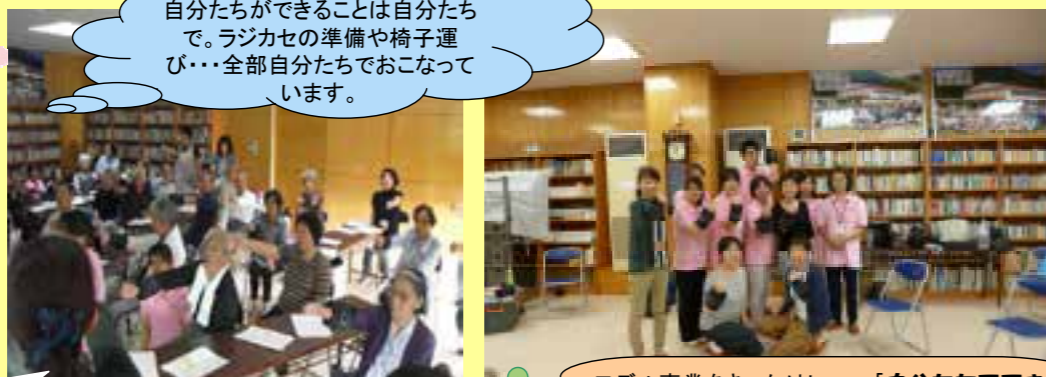 自分たちができることは自分たち
で。ラジカセの準備や椅子運
び・・・全部自分たちでおこなって
います。